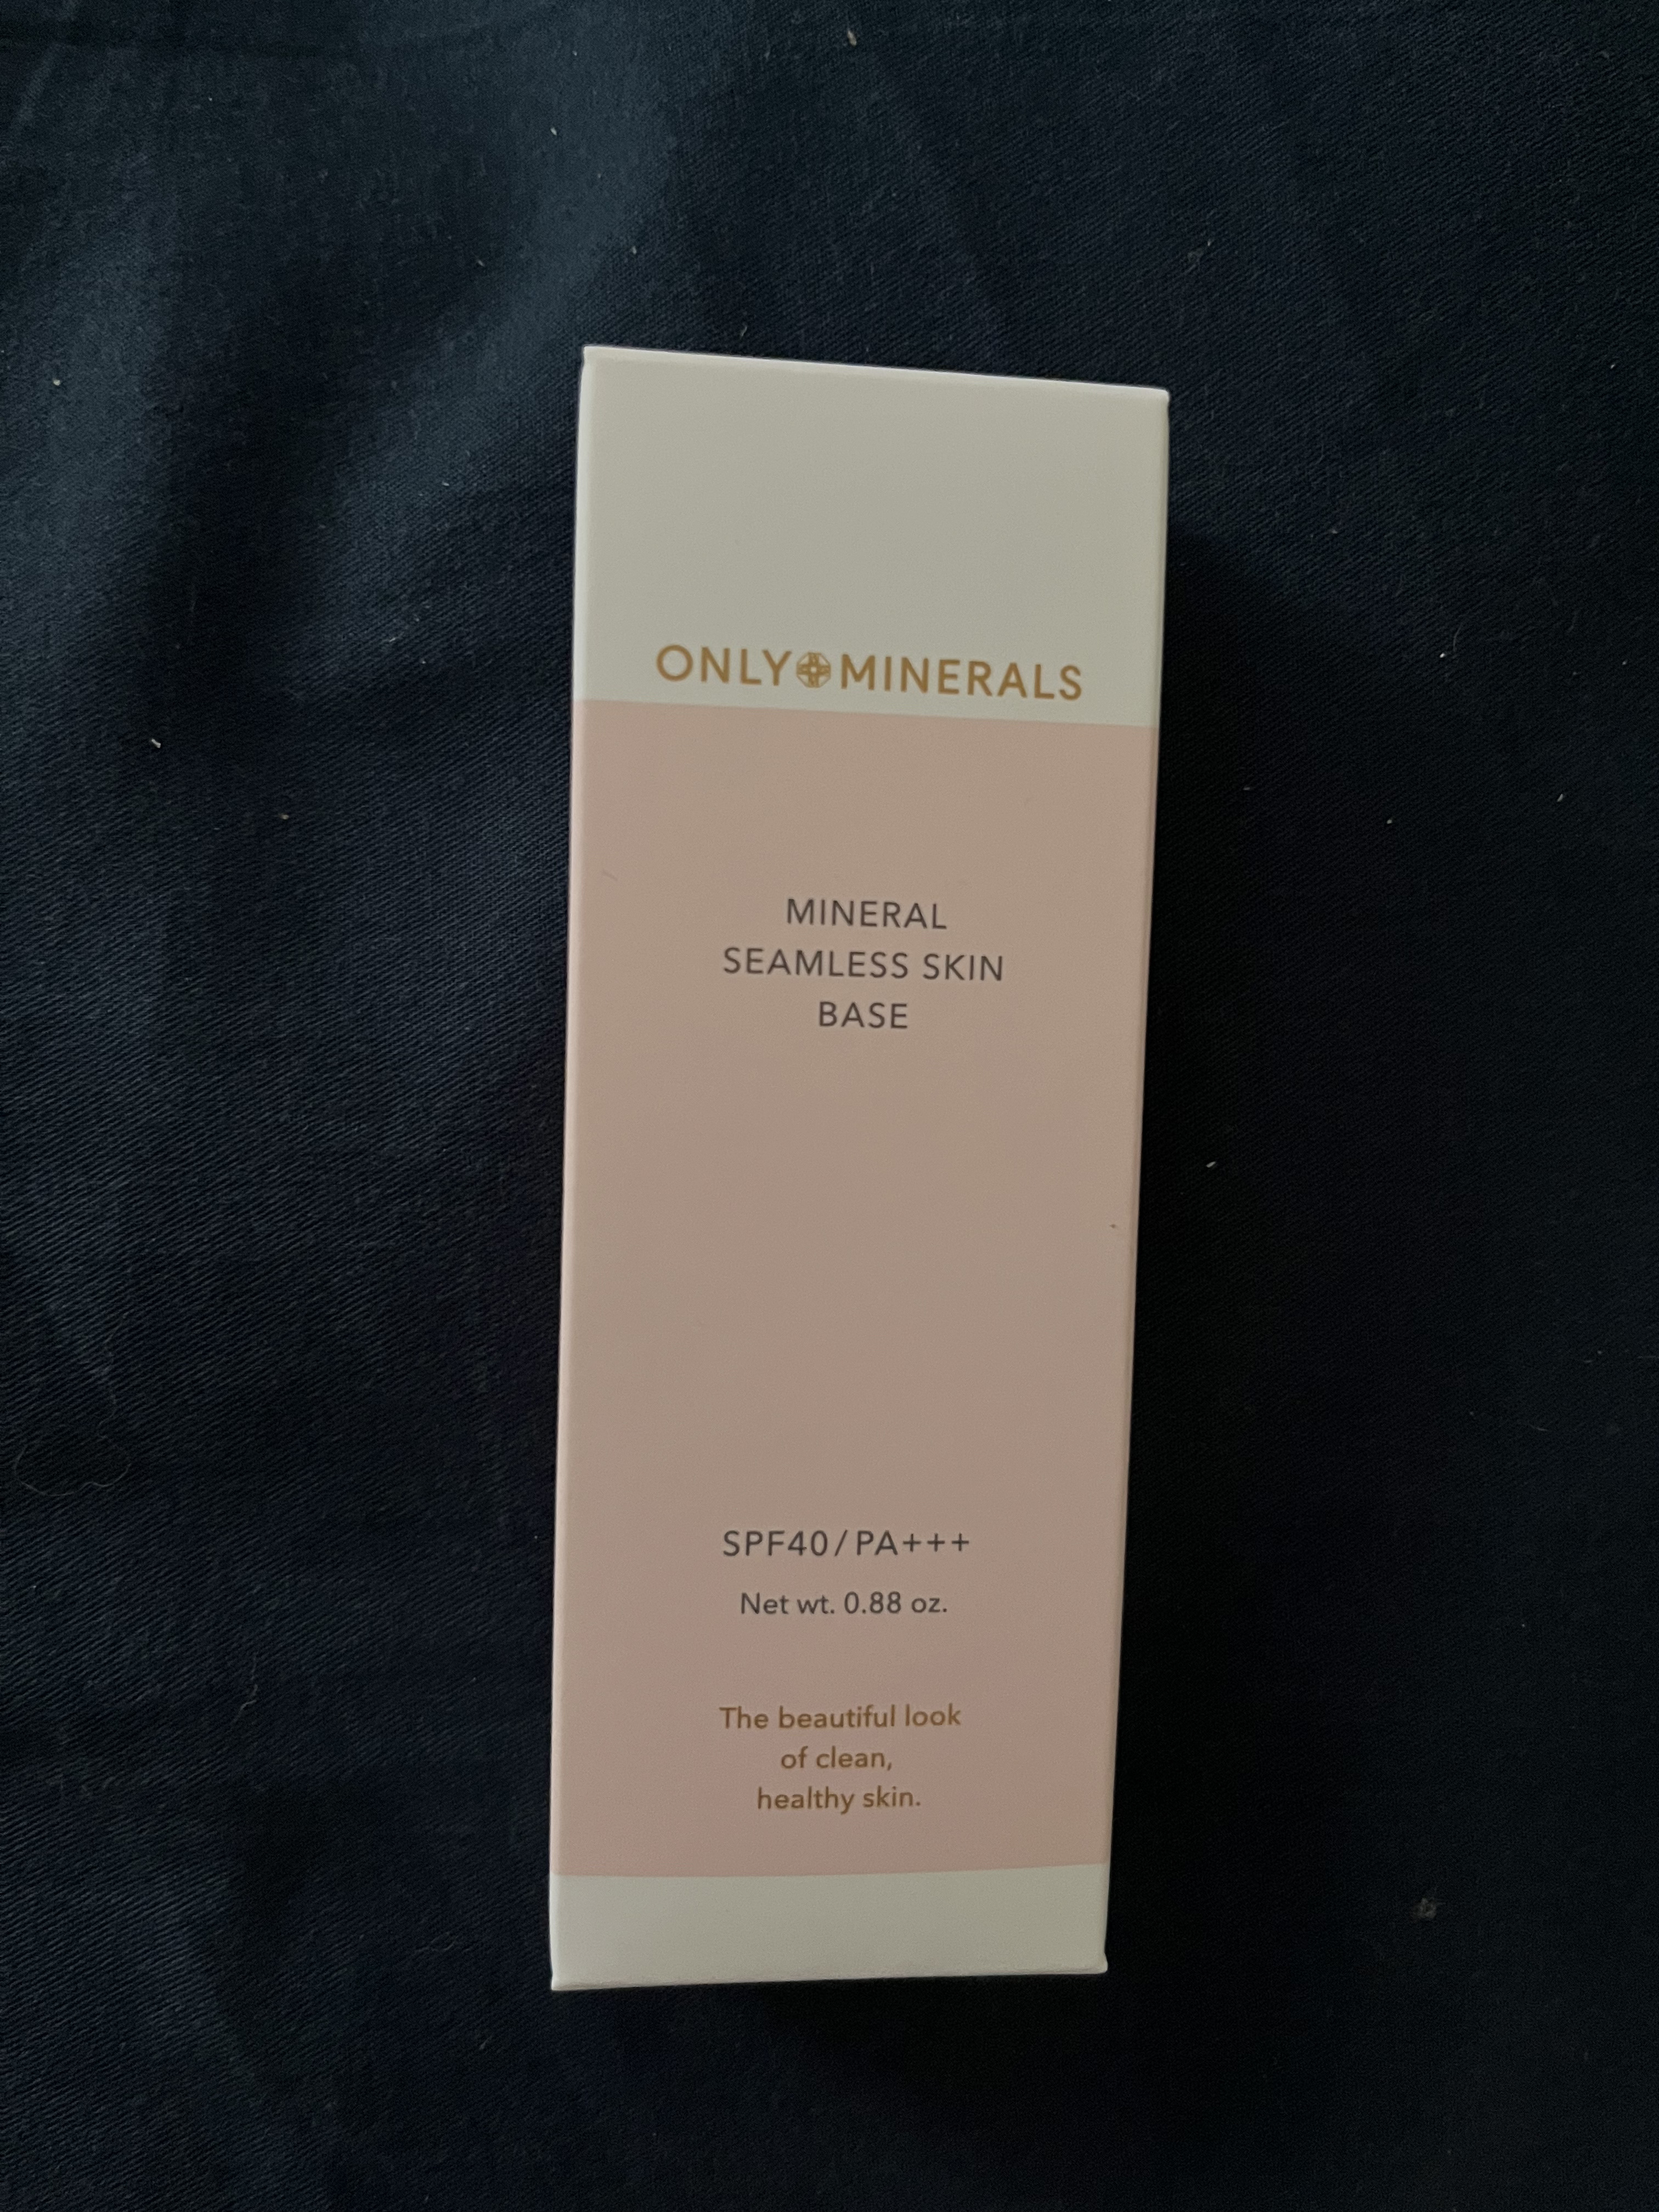 ONLY MINERALS
MINERAL
SEAMLESS SKIN
BASE
SPF40/PA+++
Net wt. 0.88 oz.
The beautiful look
of clean,
healthy skin.